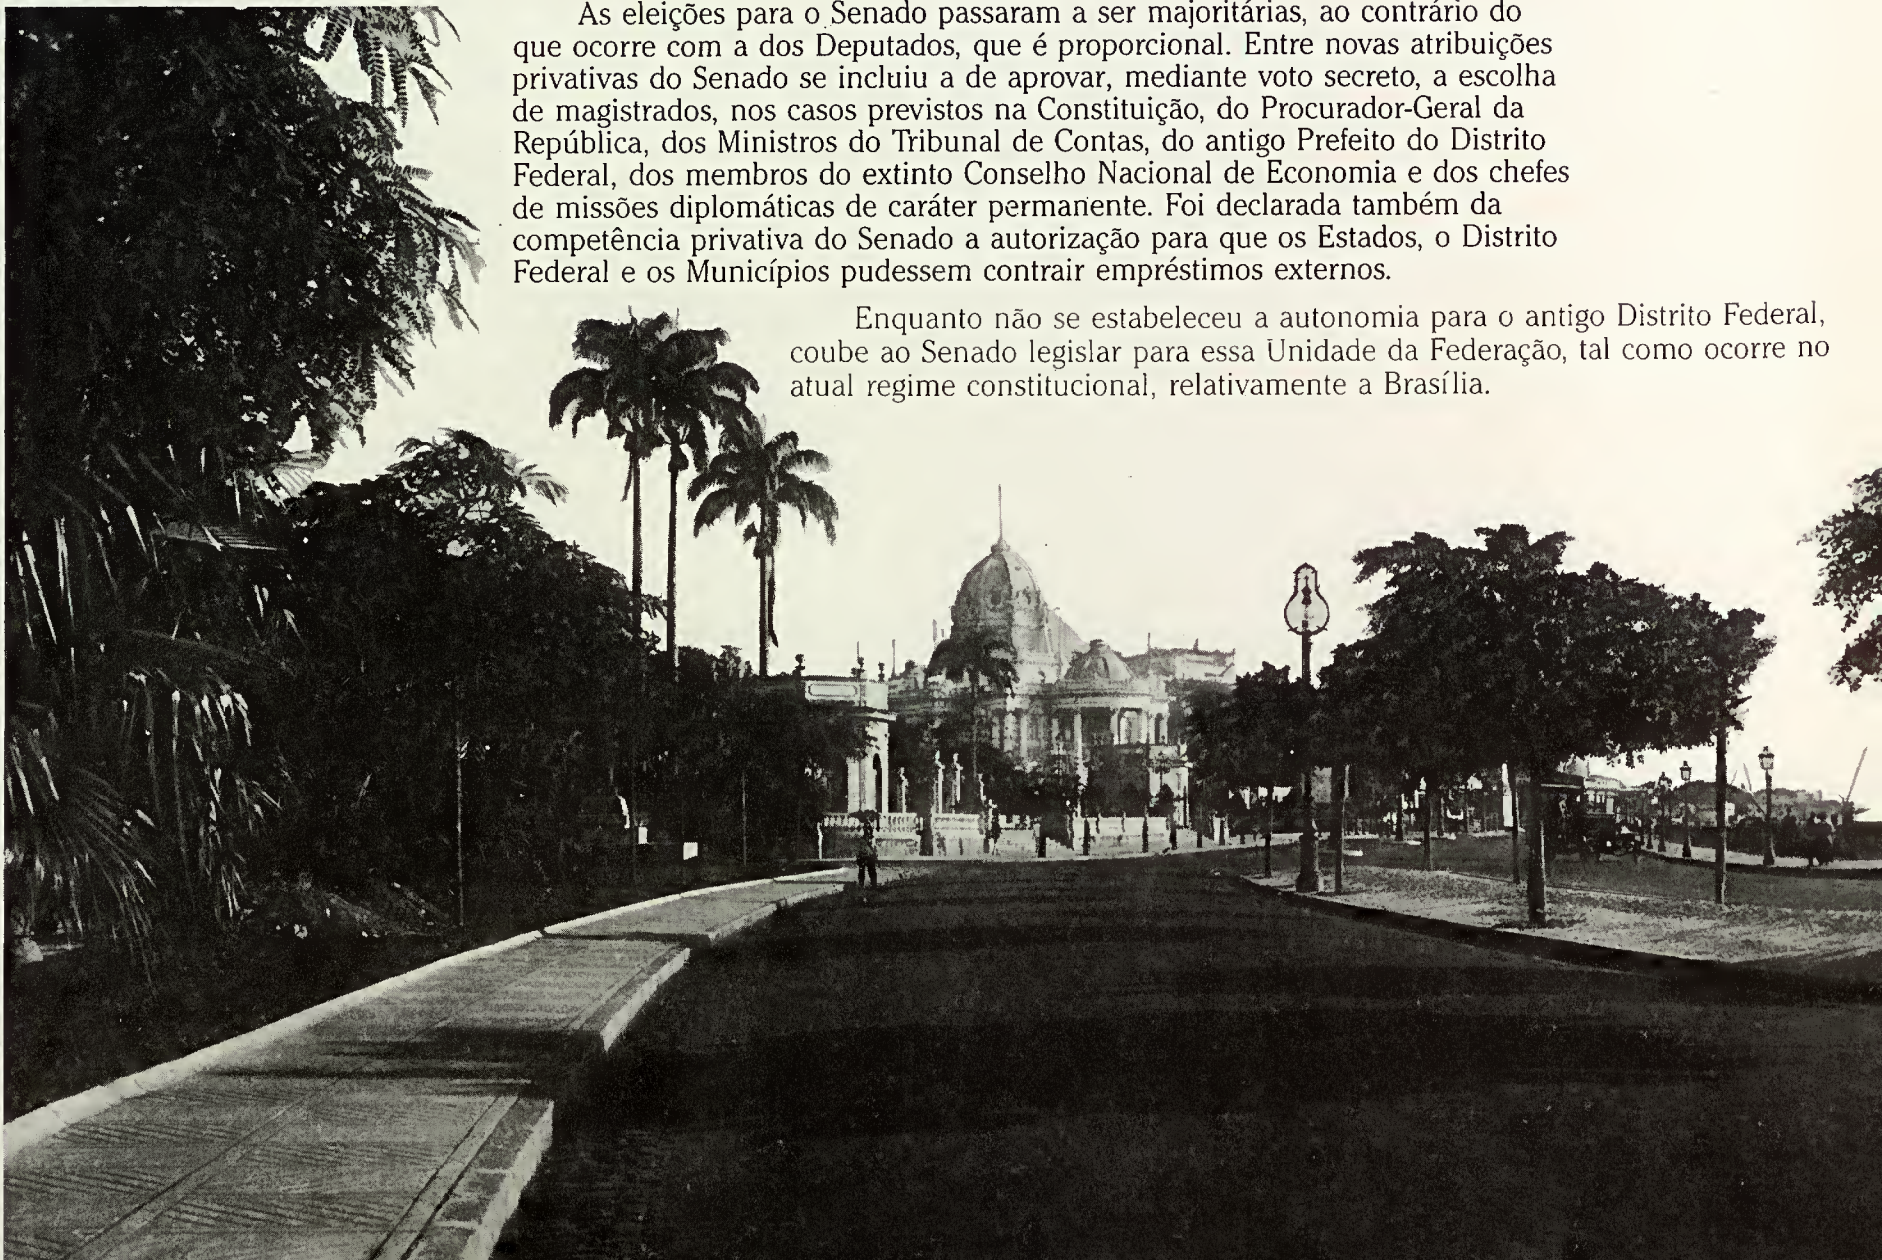 As eleições para o Senado passaram a ser majoritárias, ao contrário do
que ocorre com a dos Deputados, que é proporcional. Entre novas atribuições
privativas do Senado se incluiu a de aprovar, mediante voto secreto, a escolha
de magistrados, nos casos previstos na Constituição, do Procurador-Geral da
República, dos Ministros do Tribunal de Contas, do antigo Prefeito do Distrito
Federal, dos membros do extinto Conselho Nacional de Economia e dos chefes
de missões diplomáticas de caráter permanente. Foi declarada também da
competência privativa do Senado a autorização para que os Estados, o Distrito
Federal e os Municípios pudessem contrair empréstimos externos.
Enquanto não se estabeleceu a autonomia para o antigo Distrito Federal,
coube ao Senado legislar para essa Unidade da Federação, tal como ocorre no
atual regime constitucional, relativamente a Brasília.